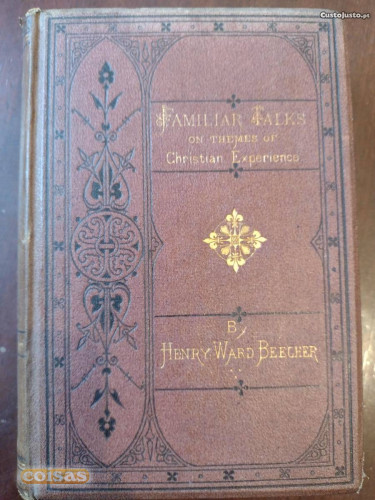 CustoJusto.pt
FAMILIAR TALKS
ON THEMES OF
Christian Experience
By
HENRY WARD BEECHER
coisas